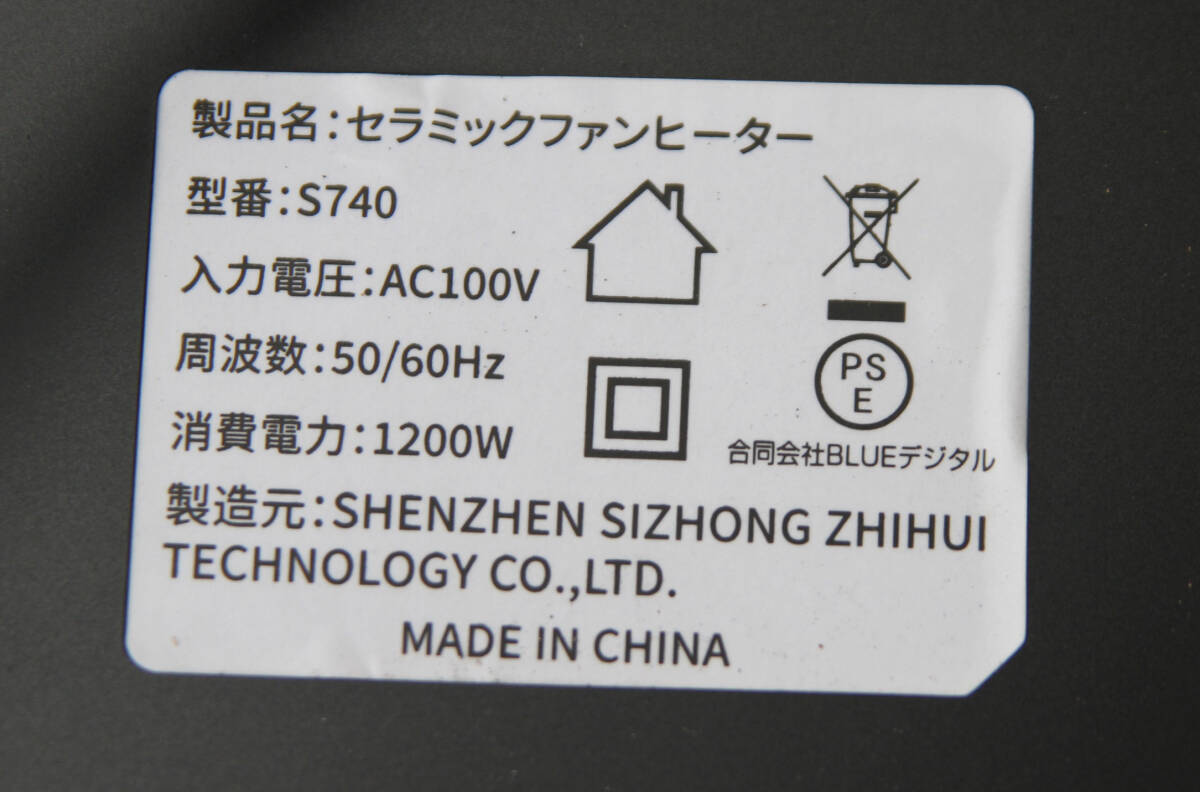 製品名:セラミックファンヒーター
型番:S740
入力電圧:AC100V
周波数:50/60Hz
消費電力:1200W
PS
E
合同会社BLUEデジタル
製造元:SHENZHEN SIZHONG ZHIHUI
TECHNOLOGY CO.,LTD.
MADE IN CHINA